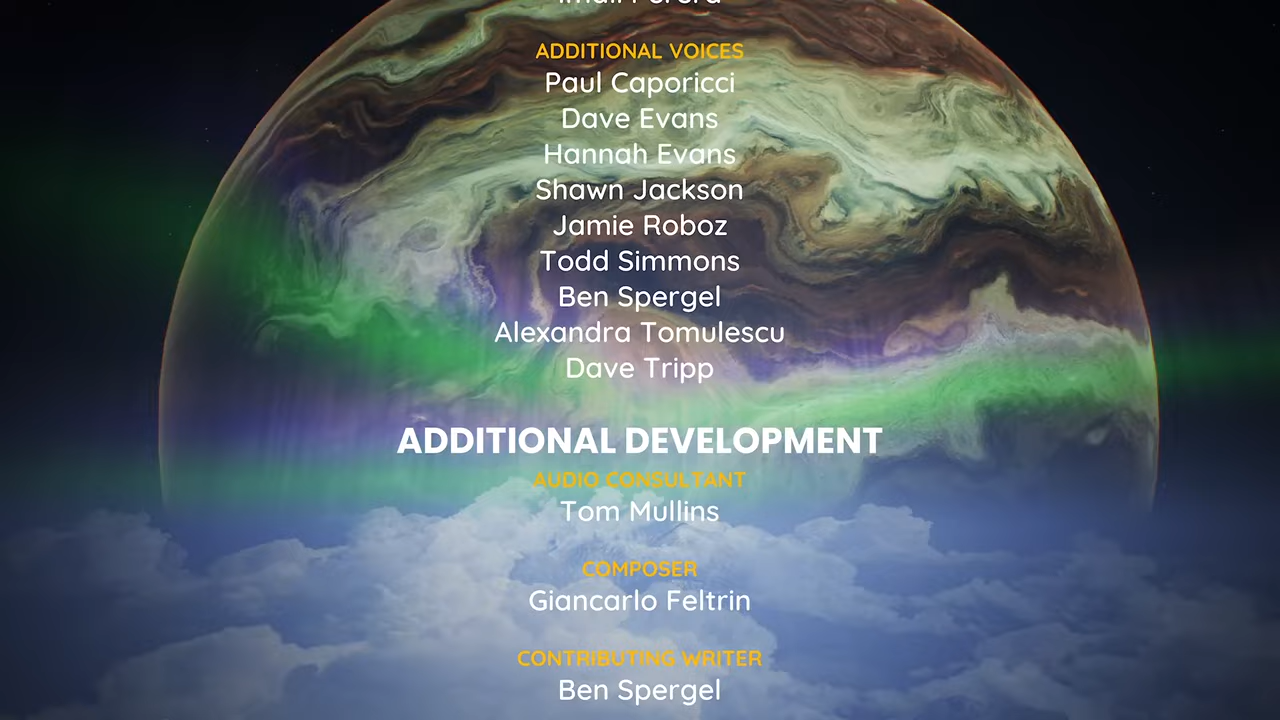 ADDITIONAL VOICES
Paul Caporicci
Dave Evans
Hannah Evans
Shawn Jackson
Jamie Roboz
Todd Simmons
Ben Spergel
Alexandra Tomulescu
Dave Tripp
ADDITIONAL DEVELOPMENT
AUDIO CONSULTANT
Tom Mullins
COMPOSER
Giancarlo Feltrin
CONTRIBUTING WRITER
Ben Spergel